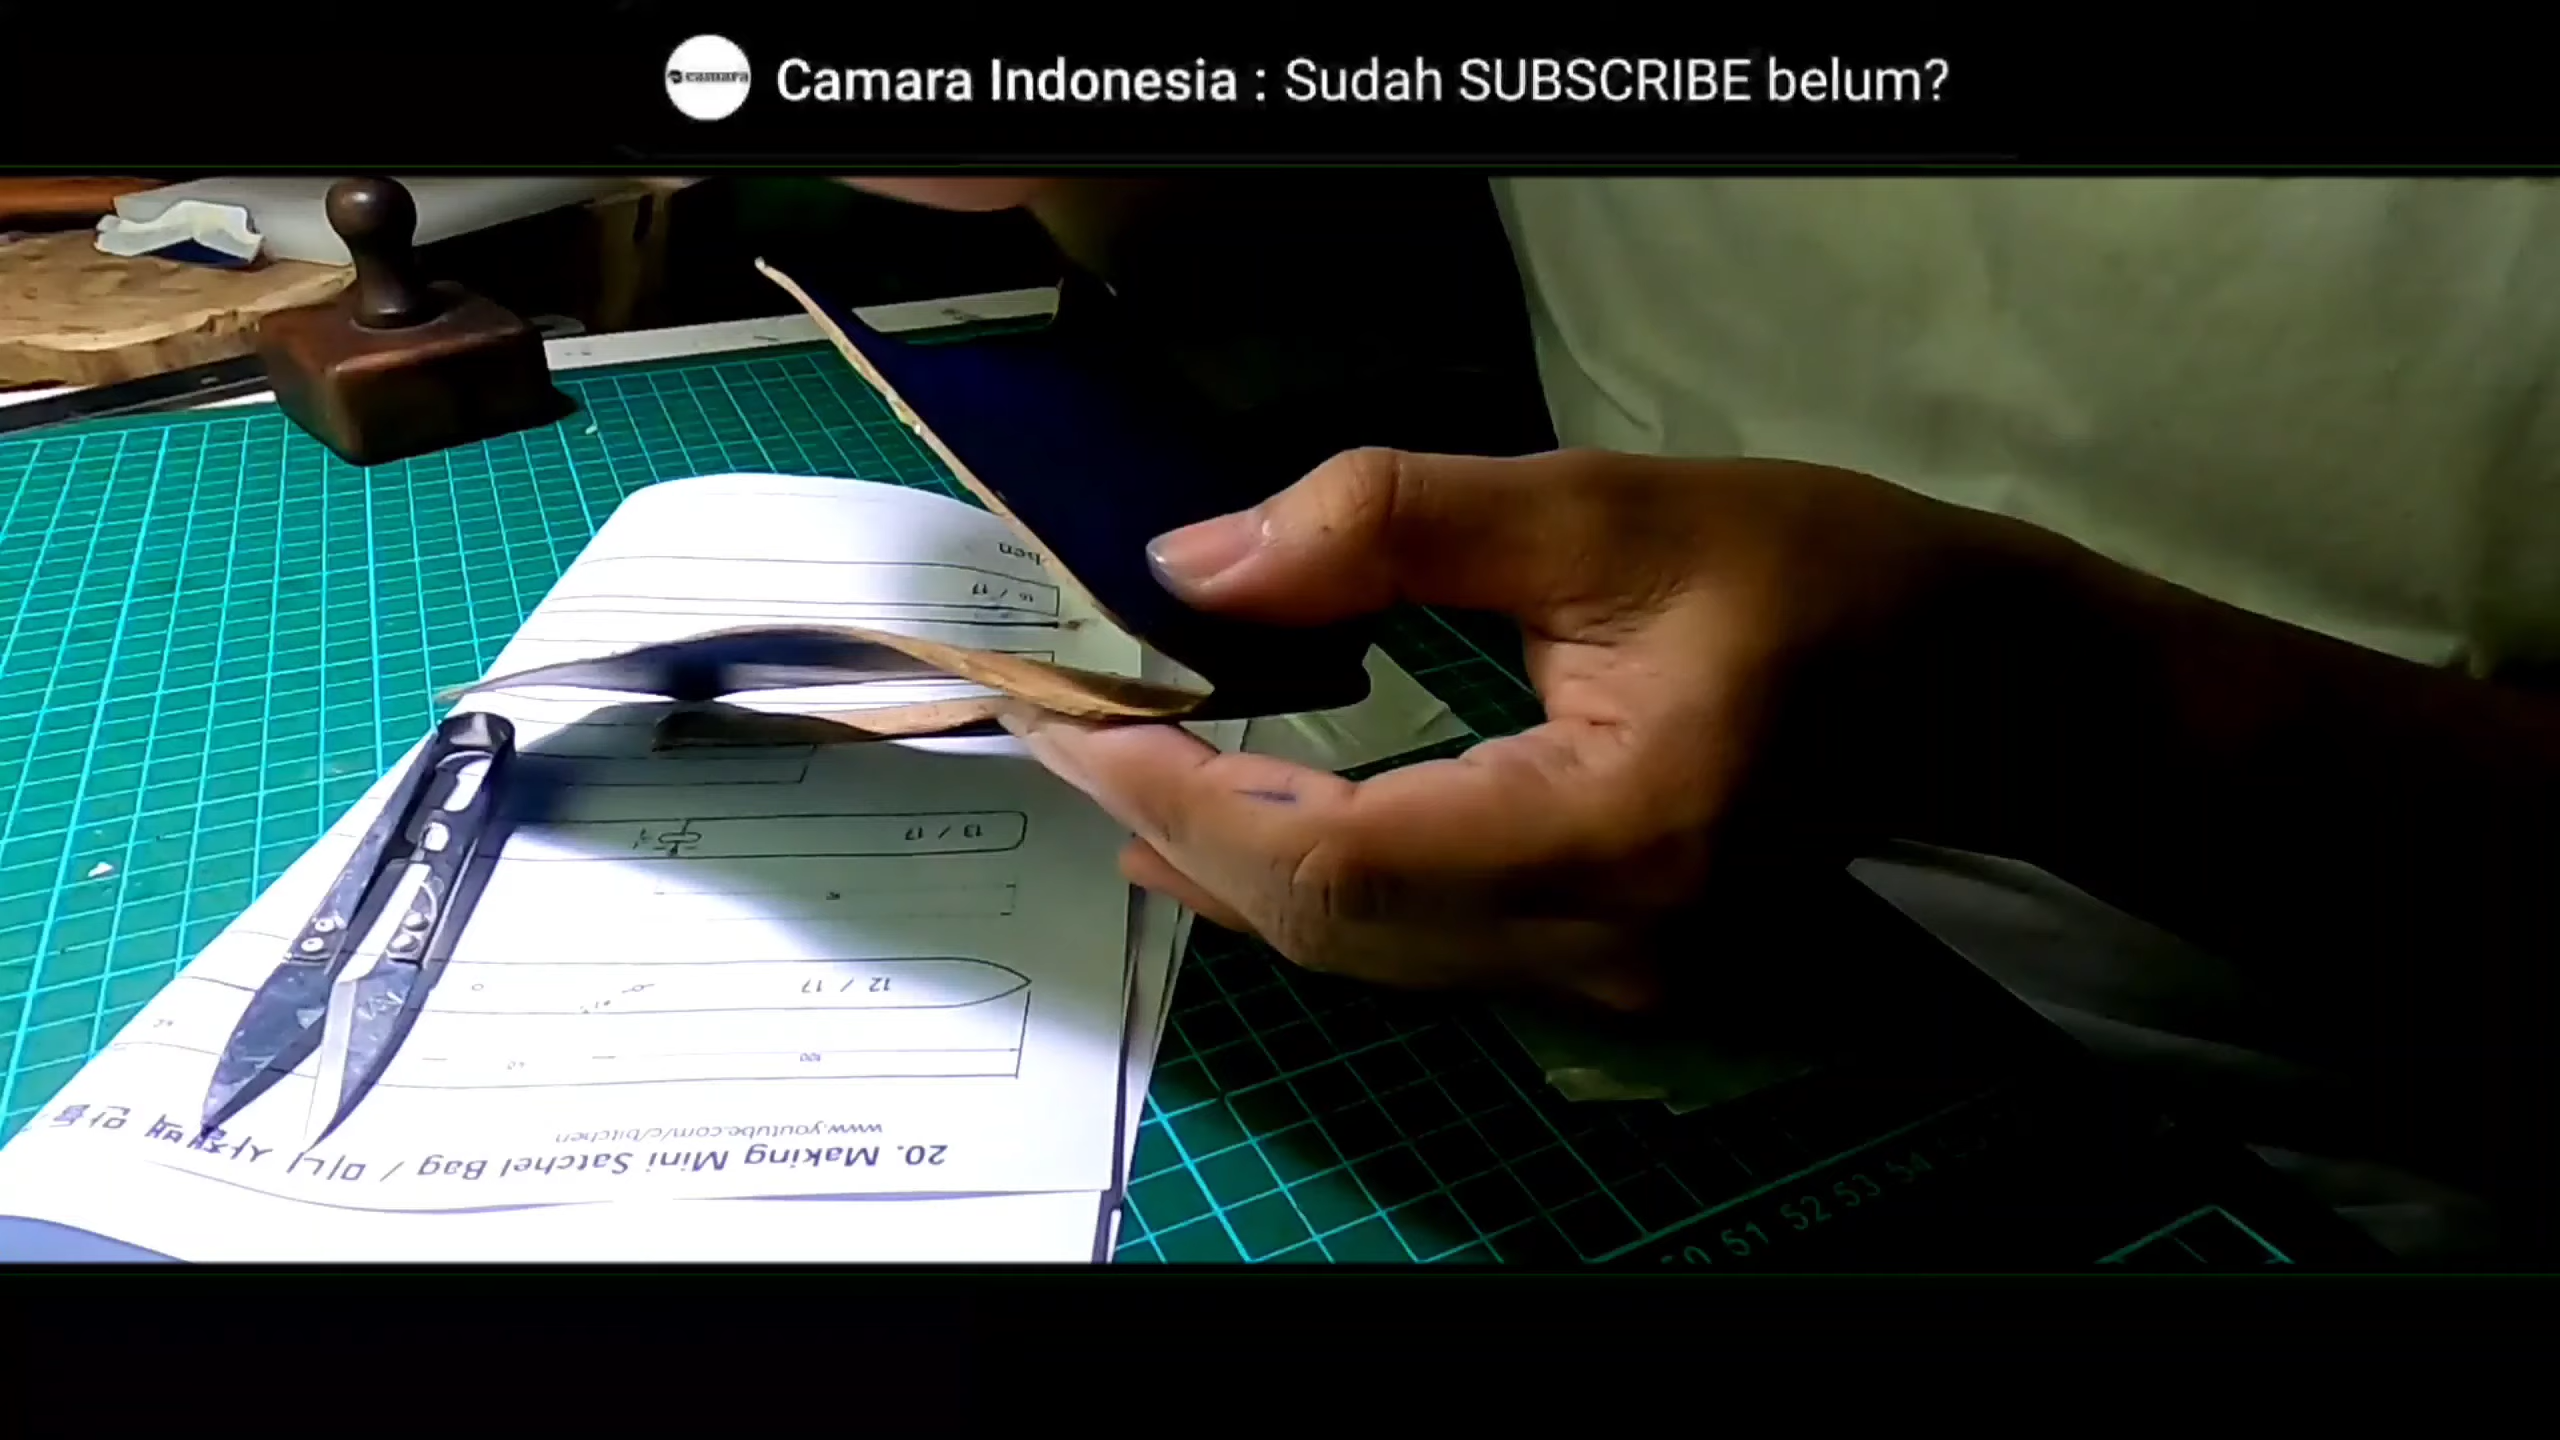 camara
Camara Indonesia : Sudah SUBSCRIBE belum?
20. Making Mini Satchel Bag / 미니 사첼백 만들
www.youtube.com/c/bitchen
100
12 / 17
13 / 17
16 / 17
51 52 53 54